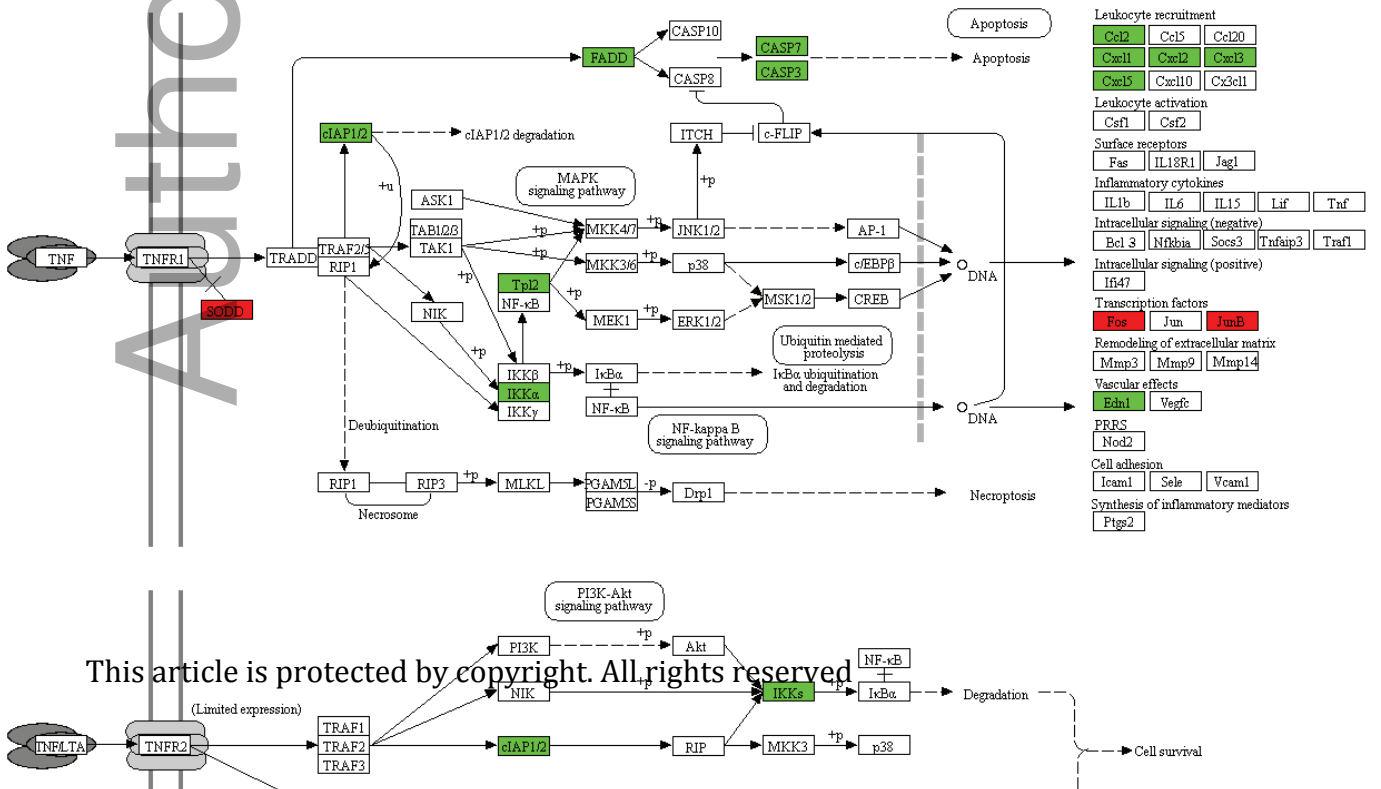 Authc
Apoptosis
Leukocyte recruitment
Ccl2 Ccl5 Ccl20
Cxcl1 Cxcl2 Cxcl3
Cxcl5 Cxcl10 Cx3cl1
Leukocyte activation
Csf1 Csf2
Surface receptors
Fas IL18R1 Jag1
Inflammatory cytokines
IL1b IL6 IL15 Lif Tnf
Intracellular signaling (negative)
Bcl3 Nfkbia Socs3 Tnfaip3 Traf1
Intracellular signaling (positive)
Ifi47
Transcription factors
Fos Jun JunB
Remodeling of extracellular matrix
Mmp3 Mmp9 Mmp14
Vascular effects
Edn1 Vegfc
PRRS
Nod2
Cell adhesion
Icam1 Sele Vcam1
Synthesis of inflammatory mediators
Ptgs2
CASP10
FADD CASP7 Apoptosis
CASP8 CASP3
cIAP1/2 cIAP1/2 degradation ITCH c-FLIP
+u +p
MAPK
signaling pathway
ASK1
TAB1/2/3 +p MKK4/7 +p JNK1/2 AP-1
TNF TNFR1 TRADD TRAF2/5 TAK1 +p
RIP1 +p MKK3/6 +p p38 c/EBPβ DNA
SODD Tpl2 +p
NF-κB MSK1/2 CREB
NIK +p MEK1 +p ERK1/2
+p
Ubiquitin mediated
proteolysis
IKKβ +p IκBα IκBα ubiquitination
and degradation
IKKα
IKKγ NF-κB DNA
NF-kappa B
signaling pathway
Deubiquitination
RIP1 RIP3 +p MLKL PGAM5L -p Drp1 Necroptosis
PGAM5S
Necrosome
PI3K-Akt
signaling pathway
PI3K +p Akt
NF-κB
This article is protected by copyright. All rights reserved
NIK +p IKKs +p IκBα Degradation
(Limited expression)
TRAF1
TNF/LTA TNFR2 TRAF2 cIAP1/2 RIP MKK3 +p p38 Cell survival
TRAF3